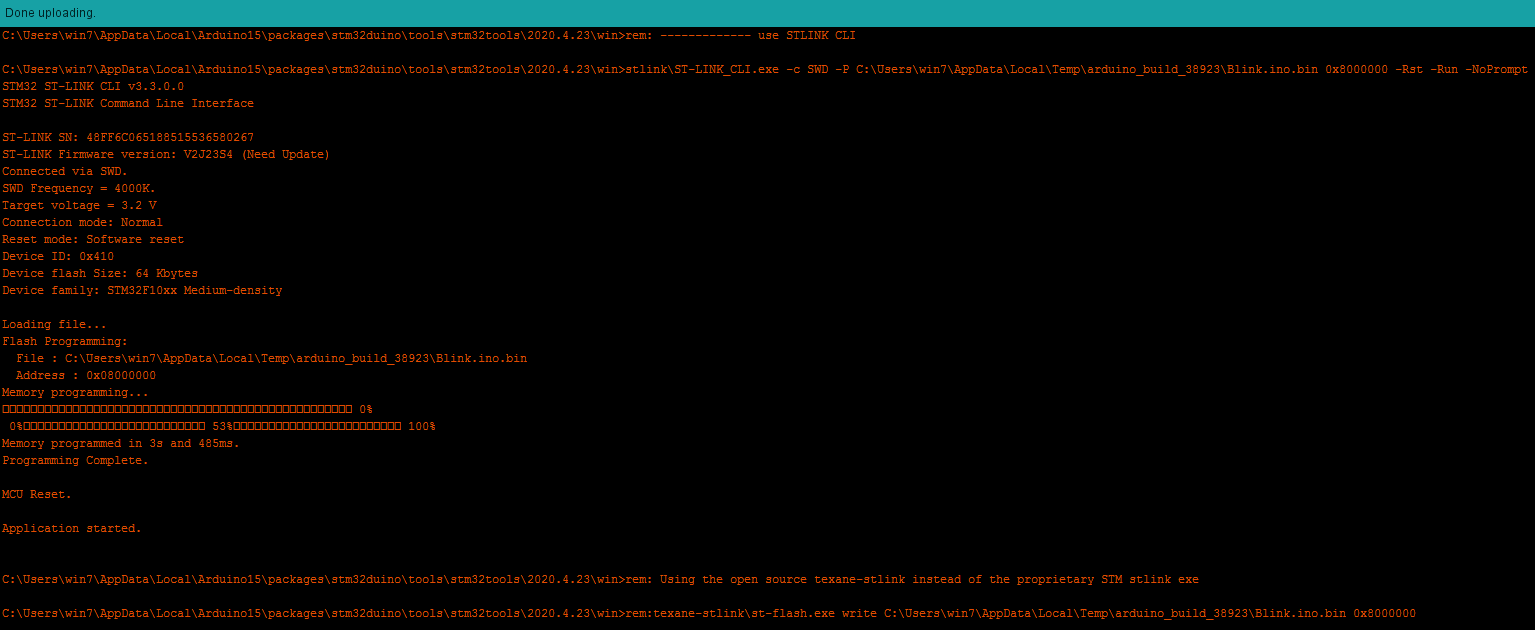 Done uploading.
C:\Users\win7\AppData\Local\Arduino15\packages\stm32duino\tools\stm32tools\2020.4.23\win>rem: ------------- use STLINK CLI
C:\Users\win7\AppData\Local\Arduino15\packages\stm32duino\tools\stm32tools\2020.4.23\win>stlink\ST-LINK_CLI.exe -c SWD -P C:\Users\win7\AppData\Local\Temp\arduino_build_38923\Blink.ino.bin 0x8000000 -Rst -Run -NoPrompt
STM32 ST-LINK CLI v3.3.0.0
STM32 ST-LINK Command Line Interface
ST-LINK SN: 48FF6C065188515536580267
ST-LINK Firmware version: V2J23S4 (Need Update)
Connected via SWD.
SWD Frequency = 4000K.
Target voltage = 3.2 V
Connection mode: Normal
Reset mode: Software reset
Device ID: 0x410
Device flash Size: 64 Kbytes
Device family: STM32F10xx Medium-density
Loading file...
Flash Programming:
File : C:\Users\win7\AppData\Local\Temp\arduino_build_38923\Blink.ino.bin
Address : 0x08000000
Memory programming...
0%
0% 53% 100%
Memory programmed in 3s and 485ms.
Programming Complete.
MCU Reset.
Application started.
C:\Users\win7\AppData\Local\Arduino15\packages\stm32duino\tools\stm32tools\2020.4.23\win>rem: Using the open source texane-stlink instead of the proprietary STM stlink exe
C:\Users\win7\AppData\Local\Arduino15\packages\stm32duino\tools\stm32tools\2020.4.23\win>rem:texane-stlink\st-flash.exe write C:\Users\win7\AppData\Local\Temp\arduino_build_38923\Blink.ino.bin 0x8000000